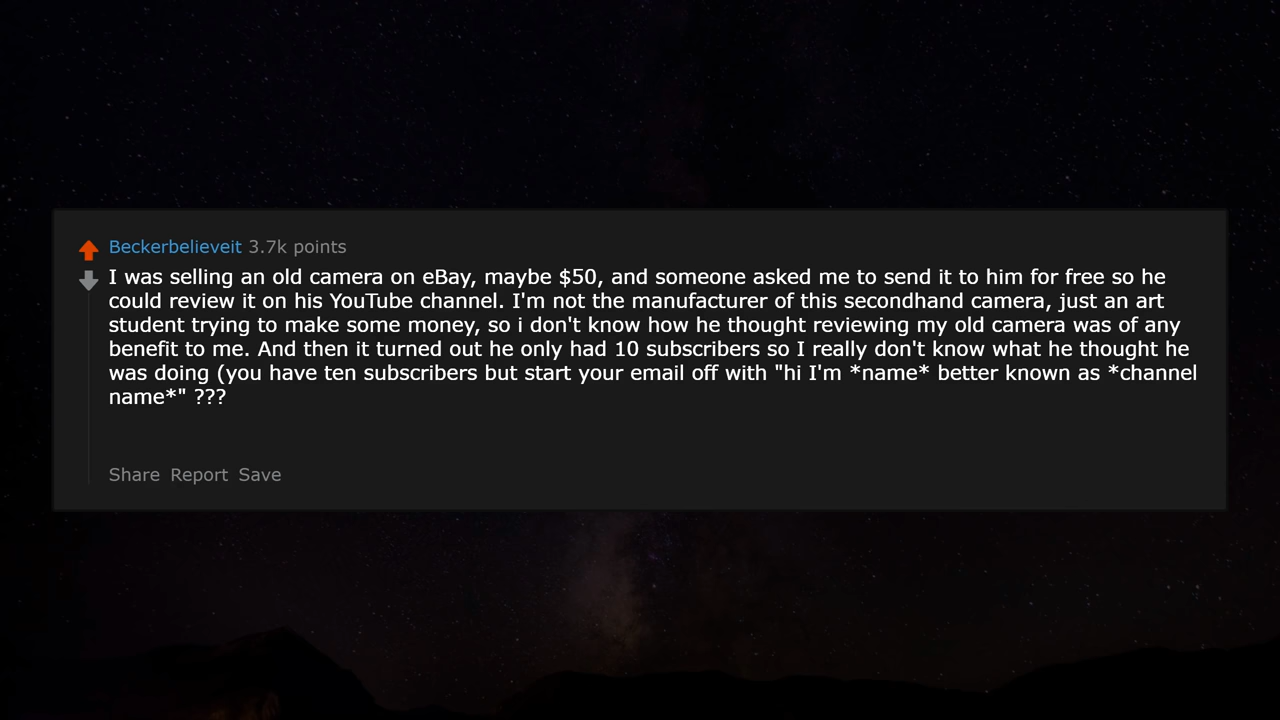 Beckerbelieveit 3.7k points
I was selling an old camera on eBay, maybe $50, and someone asked me to send it to him for free so he
could review it on his YouTube channel. I'm not the manufacturer of this secondhand camera, just an art
student trying to make some money, so i don't know how he thought reviewing my old camera was of any
benefit to me. And then it turned out he only had 10 subscribers so I really don't know what he thought he
was doing (you have ten subscribers but start your email off with "hi I'm *name* better known as *channel
name*" ???
Share Report Save